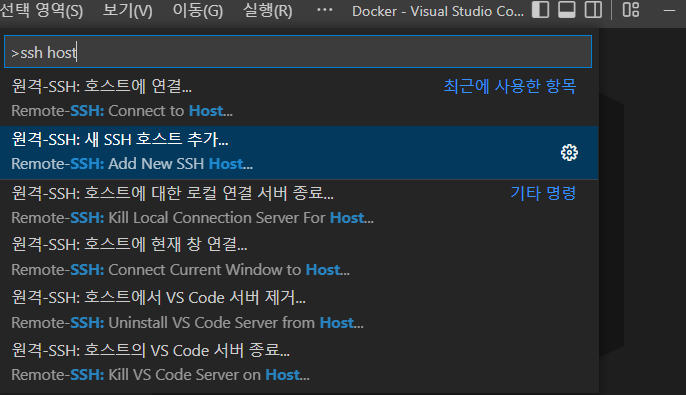 선택 영역(S) 보기(V) 이동(G) 실행(R) ··· Docker - Visual Studio Co...
>ssh host
원격-SSH: 호스트에 연결... 최근에 사용한 항목
Remote-SSH: Connect to Host...
원격-SSH: 새 SSH 호스트 추가...
Remote-SSH: Add New SSH Host...
원격-SSH: 호스트에 대한 로컬 연결 서버 종료... 기타 명령
Remote-SSH: Kill Local Connection Server For Host...
원격-SSH: 호스트에 현재 창 연결...
Remote-SSH: Connect Current Window to Host...
원격-SSH: 호스트에서 VS Code 서버 제거...
Remote-SSH: Uninstall VS Code Server from Host...
원격-SSH: 호스트의 VS Code 서버 종료...
Remote-SSH: Kill VS Code Server on Host...